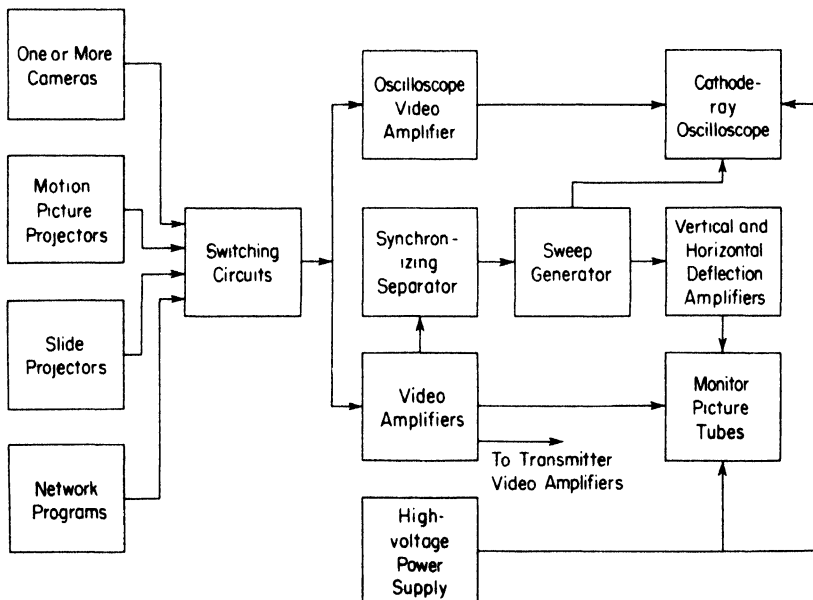 One or More
Cameras
Motion
Picture
Projectors
Slide
Projectors
Network
Programs
Switching
Circuits
Oscilloscope
Video
Amplifier
Synchron-
izing
Separator
Video
Amplifiers
To Transmitter
Video Amplifiers
High-
voltage
Power
Supply
Sweep
Generator
Cathode-
ray
Oscilloscope
Vertical and
Horizontal
Deflection
Amplifiers
Monitor
Picture
Tubes